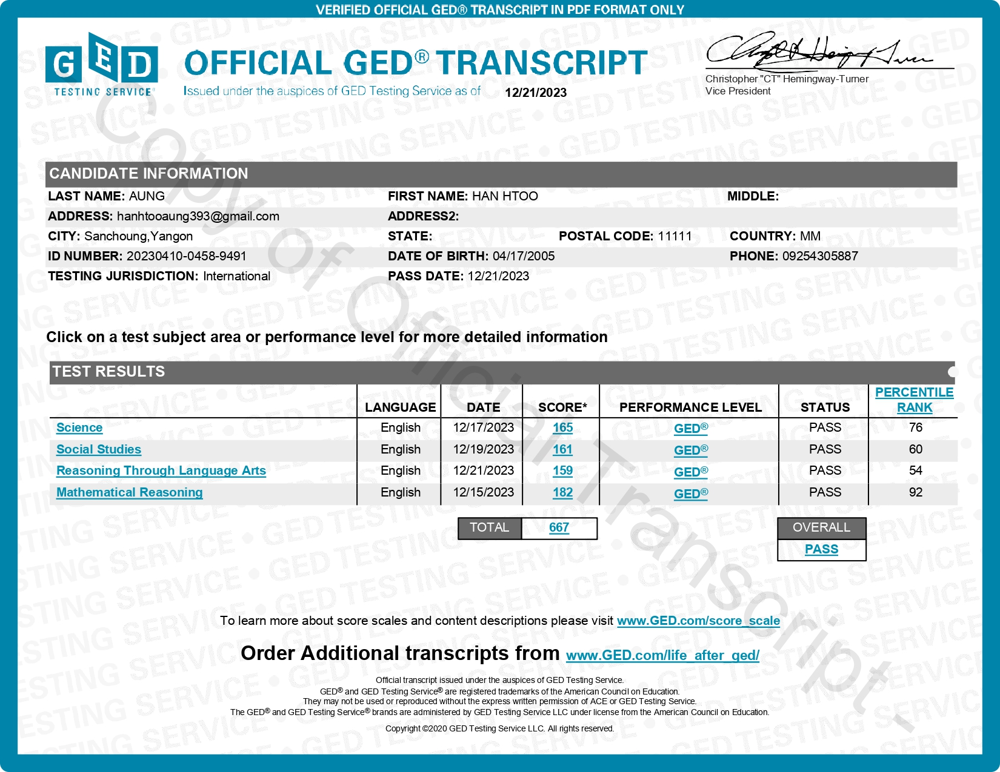 VERIFIED OFFICIAL GED® TRANSCRIPT IN PDF FORMAT ONLY
GED
TESTING SERVICE®
OFFICIAL GED® TRANSCRIPT
Issued under the auspices of GED Testing Service as of 12/21/2023
Christopher "CT" Hemingway-Turner
Vice President
CANDIDATE INFORMATION
LAST NAME: AUNG FIRST NAME: HAN HTOO MIDDLE:
ADDRESS: hanhtooaung393@gmail.com ADDRESS2:
CITY: Sanchoung,Yangon STATE: POSTAL CODE: 11111 COUNTRY: MM
ID NUMBER: 20230410-0458-9491 DATE OF BIRTH: 04/17/2005 PHONE: 09254305887
TESTING JURISDICTION: International PASS DATE: 12/21/2023
Click on a test subject area or performance level for more detailed information
TEST RESULTS
LANGUAGE DATE SCORE* PERFORMANCE LEVEL STATUS PERCENTILE RANK
Science English 12/17/2023 165 GED® PASS 76
Social Studies English 12/19/2023 161 GED® PASS 60
Reasoning Through Language Arts English 12/21/2023 159 GED® PASS 54
Mathematical Reasoning English 12/15/2023 182 GED® PASS 92
TOTAL 667 OVERALL
PASS
To learn more about score scales and content descriptions please visit www.GED.com/score_scale
Order Additional transcripts from www.GED.com/life_after_ged/
Official transcript issued under the auspices of GED Testing Service.
GED® and GED Testing Service® are registered trademarks of the American Council on Education.
They may not be used or reproduced without the express written permission of ACE or GED Testing Service.
The GED® and GED Testing Service® brands are administered by GED Testing Service LLC under license from the American Council on Education.
Copyright ©2020 GED Testing Service LLC. All rights reserved.
Copy of Official Transcript -